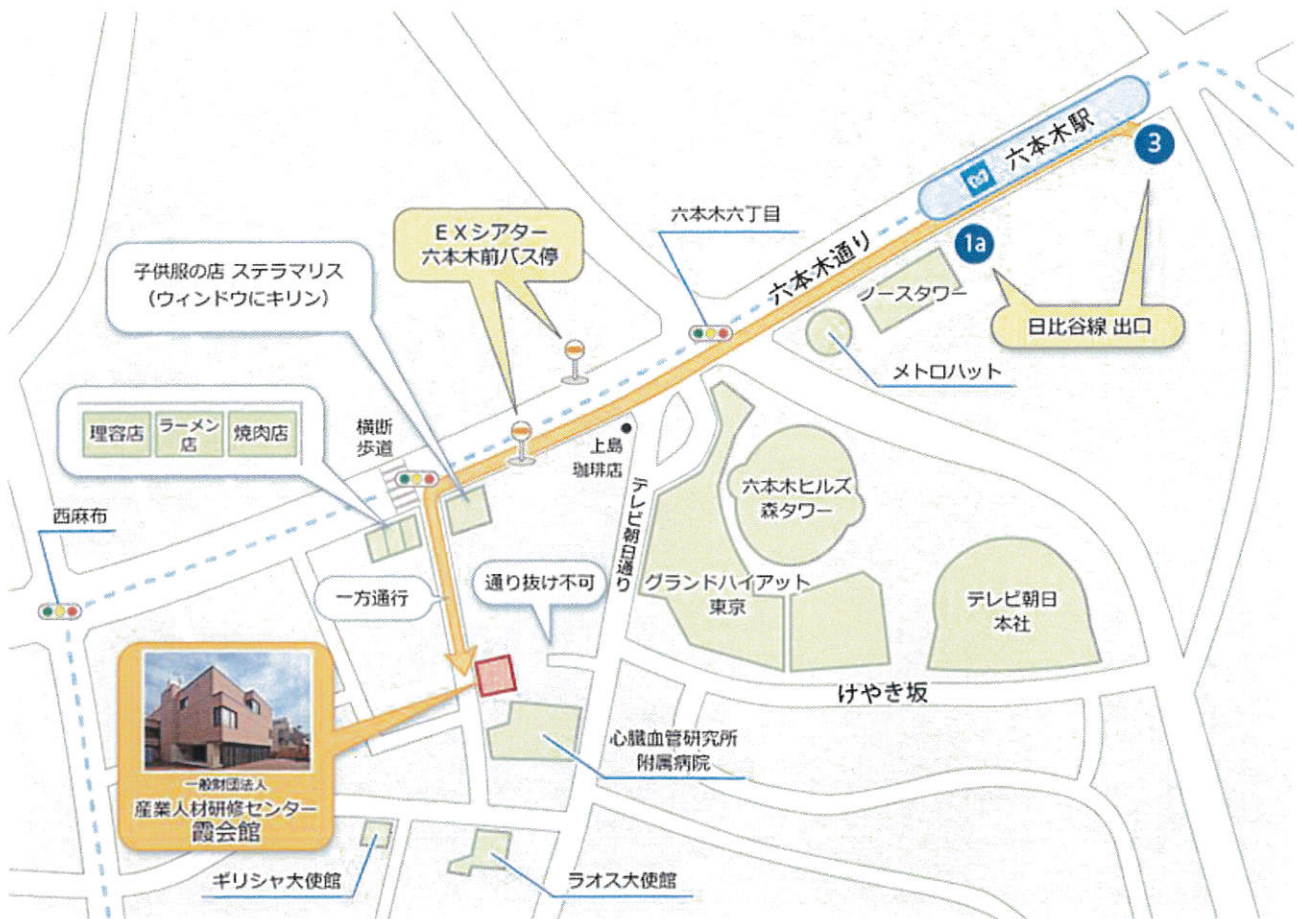 六本木駅
3
六本木六丁目
EXシアター
六本木前バス停
1a
六本木通り
子供服の店 ステラマリス
(ウィンドウにキリン)
ノースタワー
日比谷線 出口
メトロハット
理容店
ラーメン
店
焼肉店
横断
歩道
上島
珈琲店
六本木ヒルズ
森タワー
テレビ朝日通り
西麻布
一方通行
通り抜け不可
グランドハイアット
東京
テレビ朝日
本社
けやき坂
心臓血管研究所
附属病院
一般財団法人
産業人材研修センター
霞会館
ギリシャ大使館
ラオス大使館